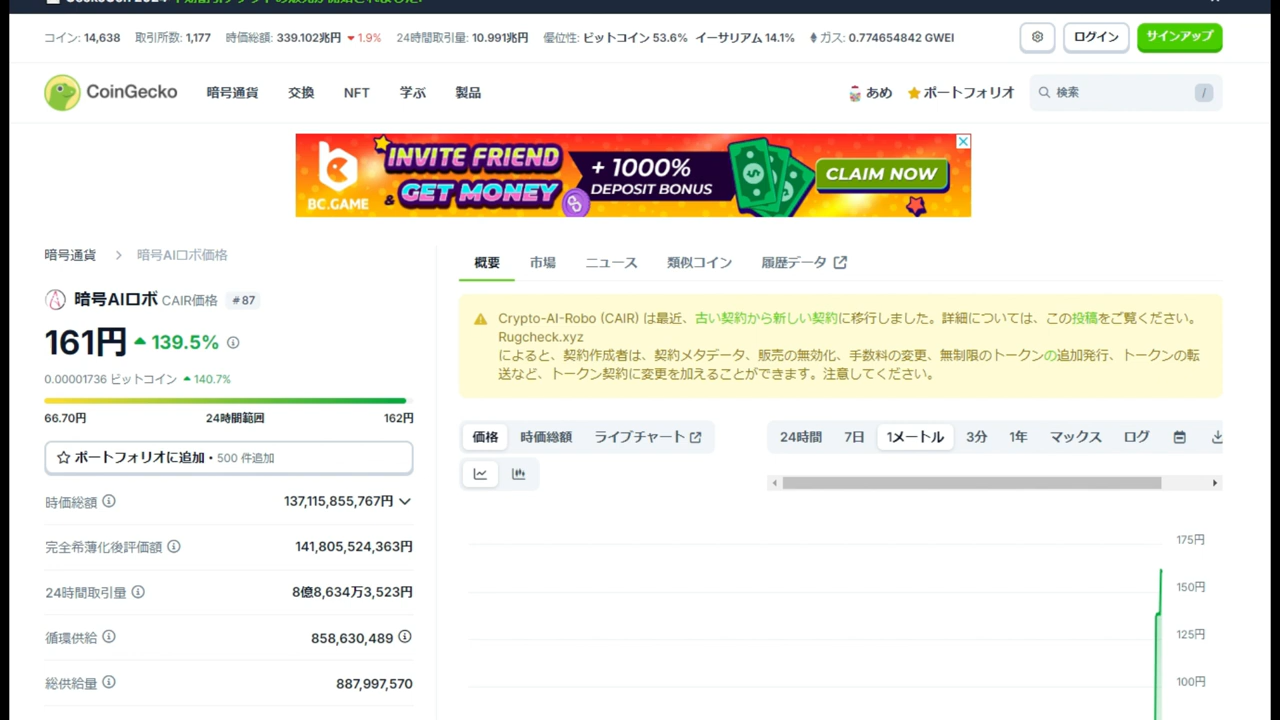 コイン: 14,638 取引所数: 1,177 時価総額: 339.102兆円 1.9% 24時間取引量: 10.991兆円 優位性: ビットコイン 53.6% イーサリアム 14.1% ガス: 0.774654842 GWEI
ログイン
サインアップ
CoinGecko
暗号通貨 交換 NFT 学ぶ 製品
あめ ポートフォリオ
検索 /
BC.GAME
INVITE FRIEND
& GET MONEY
+ 1000%
DEPOSIT BONUS
CLAIM NOW
暗号通貨 > 暗号AIロボ価格
暗号AIロボ CAIR価格 #87
161円 139.5%
0.00001736 ビットコイン 140.7%
66.70円 24時間範囲 162円
ポートフォリオに追加・500 件追加
時価総額 137,115,855,767円
完全希薄化後評価額 141,805,524,363円
24時間取引量 8億8,634万3,523円
循環供給 858,630,489
総供給量 887,997,570
概要 市場 ニュース 類似コイン 履歴データ
Crypto-AI-Robo (CAIR) は最近、古い契約から新しい契約に移行しました。詳細については、この投稿をご覧ください。
Rugcheck.xyz
によると、契約作成者は、契約メタデータ、販売の無効化、手数料の変更、無制限のトークンの追加発行、トークンの転
送など、トークン契約に変更を加えることができます。注意してください。
価格 時価総額 ライブチャート
24時間 7日 1メートル 3分 1年 マックス ログ
175円
150円
125円
100円